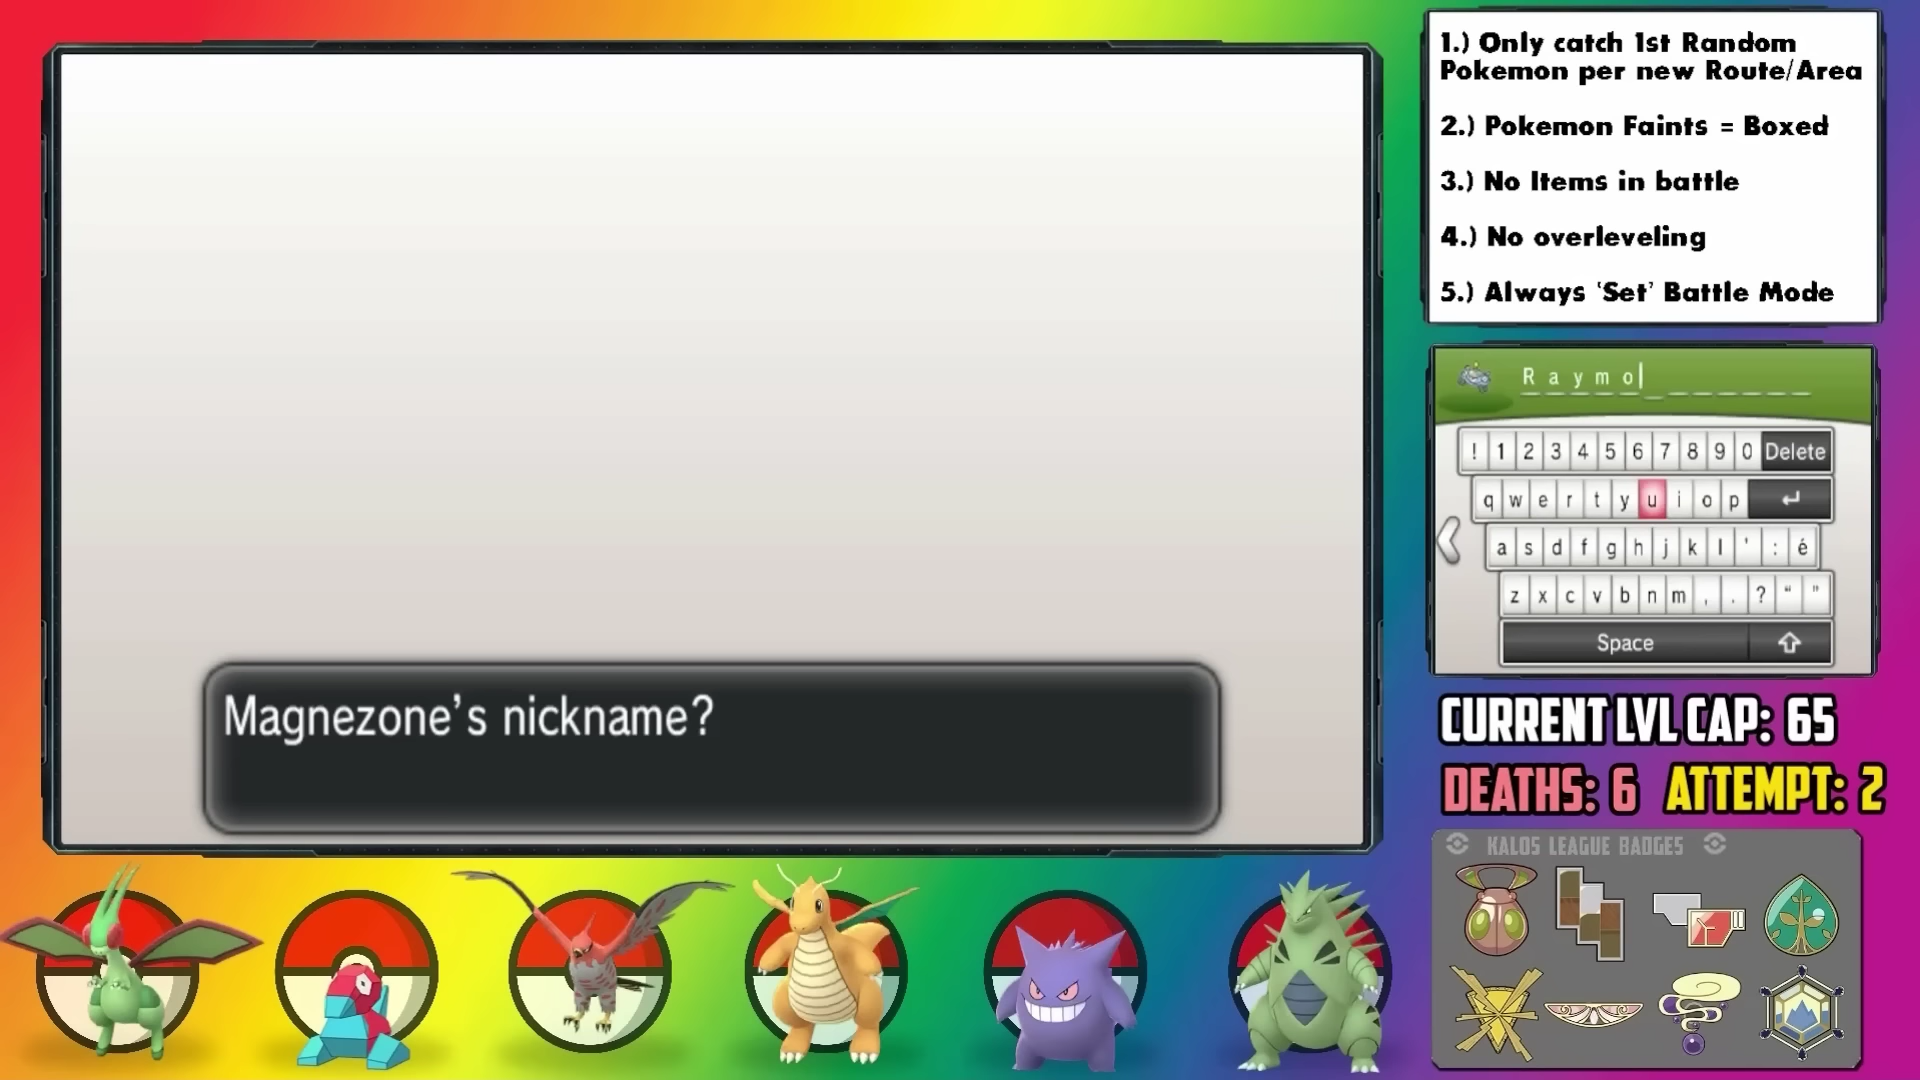 1.) Only catch 1st Random
Pokemon per new Route/Area
2.) Pokemon Faints = Boxed
3.) No Items in battle
4.) No overleveling
5.) Always 'Set' Battle Mode
Raymo
! 1 2 3 4 5 6 7 8 9 0 Delete
q w e r t y u i o p
a s d f g h j k l ' : é
z x c v b n m , . ? “ ”
Space
Magnezone's nickname?
CURRENT LVL CAP: 65
DEATHS: 6 ATTEMPT: 2
KALOS LEAGUE BADGES